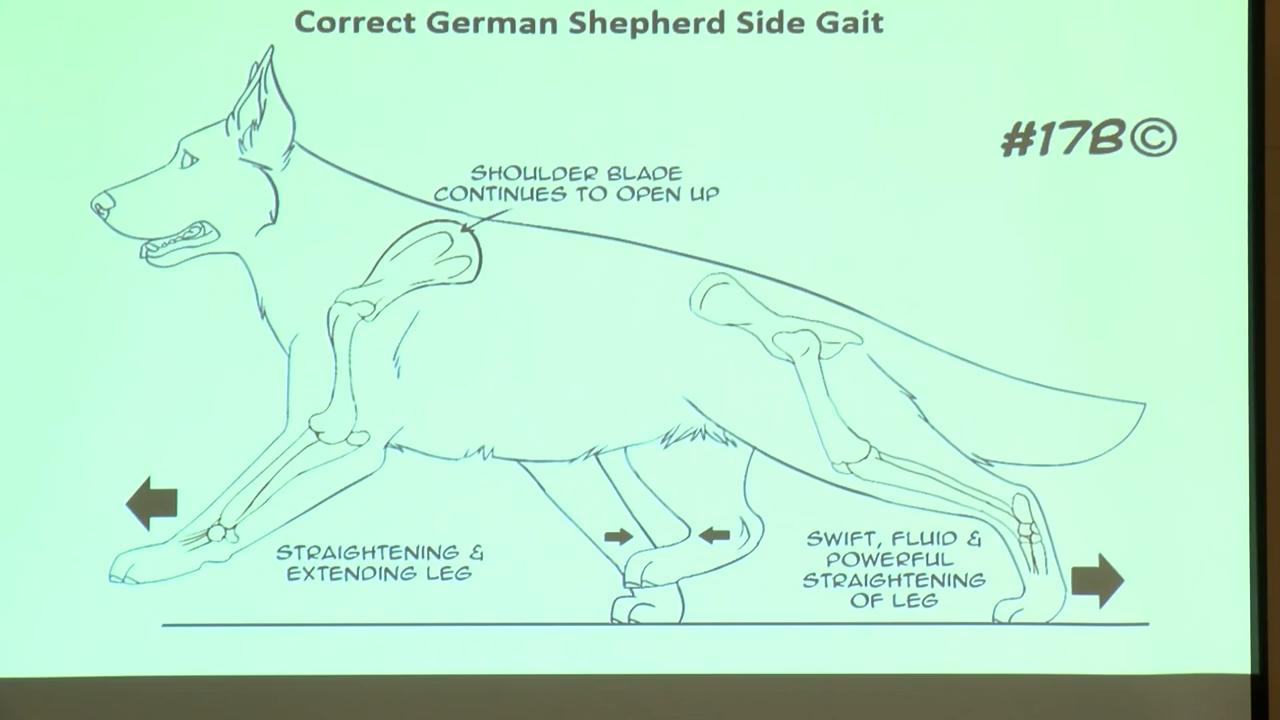 Correct German Shepherd Side Gait
#17B©
SHOULDER BLADE
CONTINUES TO OPEN UP
STRAIGHTENING &
EXTENDING LEG
SWIFT, FLUID &
POWERFUL
STRAIGHTENING
OF LEG